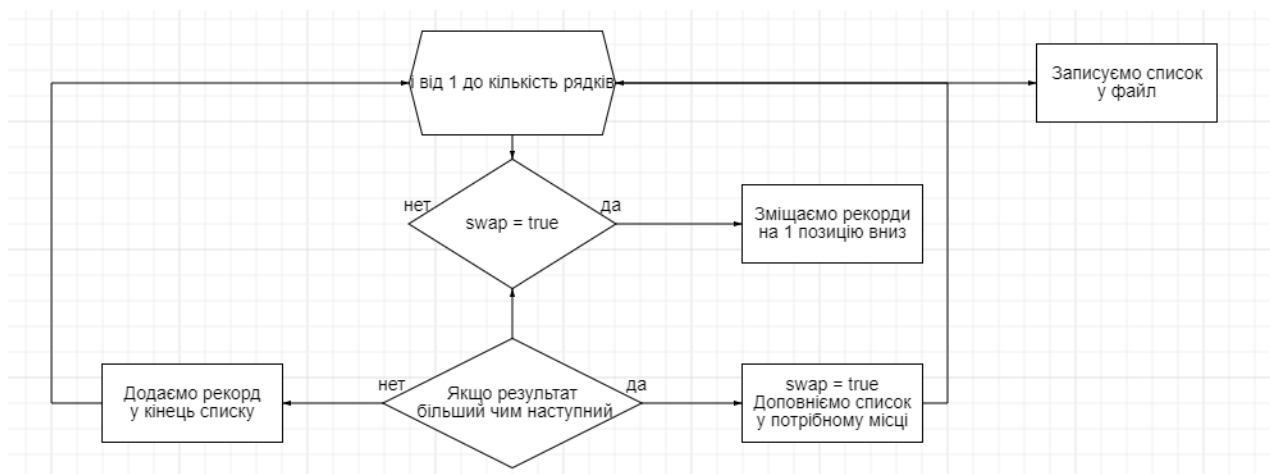 і від 1 до кількість рядків
Записуємо список
у файл
нет
swap = true
да
Зміщаємо рекорди
на 1 позицію вниз
Додаємо рекорд
у кінець списку
нет
Якщо результат
більший чим наступний
да
swap = true
Доповніємо список
у потрібному місці